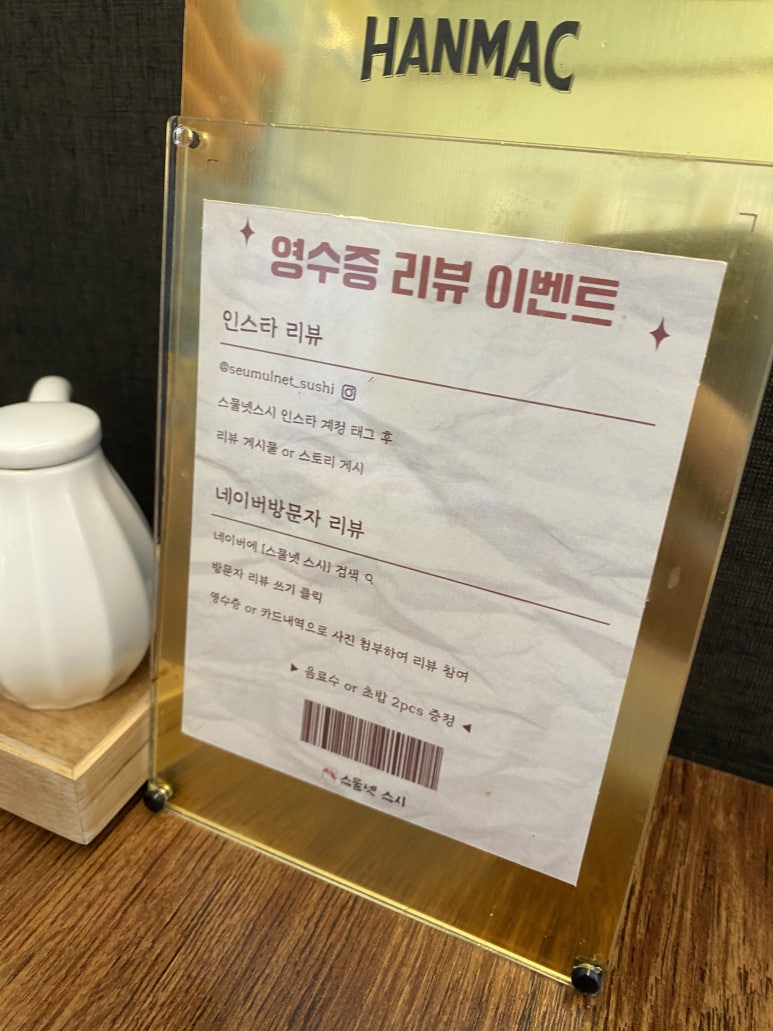 HANMAC
영수증 리뷰 이벤트
인스타 리뷰
@seumulnet_sushi
스물넷스시 인스타 계정 태그 후
리뷰 게시물 or 스토리 게시
네이버방문자 리뷰
네이버에 [스물넷 스시] 검색
방문자 리뷰 쓰기 클릭
영수증 or 카드내역으로 사진 첨부하여 리뷰 참여
▶ 음료수 or 초밥 2pcs 증정 ◀
스물넷 스시